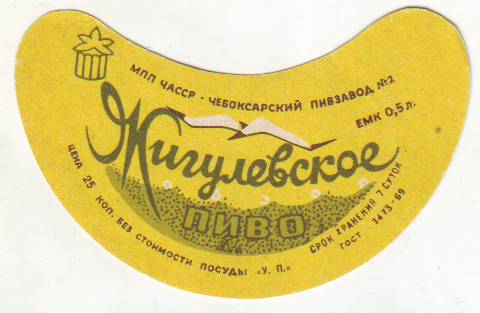 МПП ЧАССР - ЧЕБОКСАРСКИЙ ПИВЗАВОД №2
ЕМК 0,5 л.
Жигулевское
ПИВО
ЦЕНА 25 КОП. БЕЗ СТОИМОСТИ ПОСУДЫ «У. П.»
СРОК ХРАНЕНИЯ 7 СУТОК
ГОСТ 3473-69